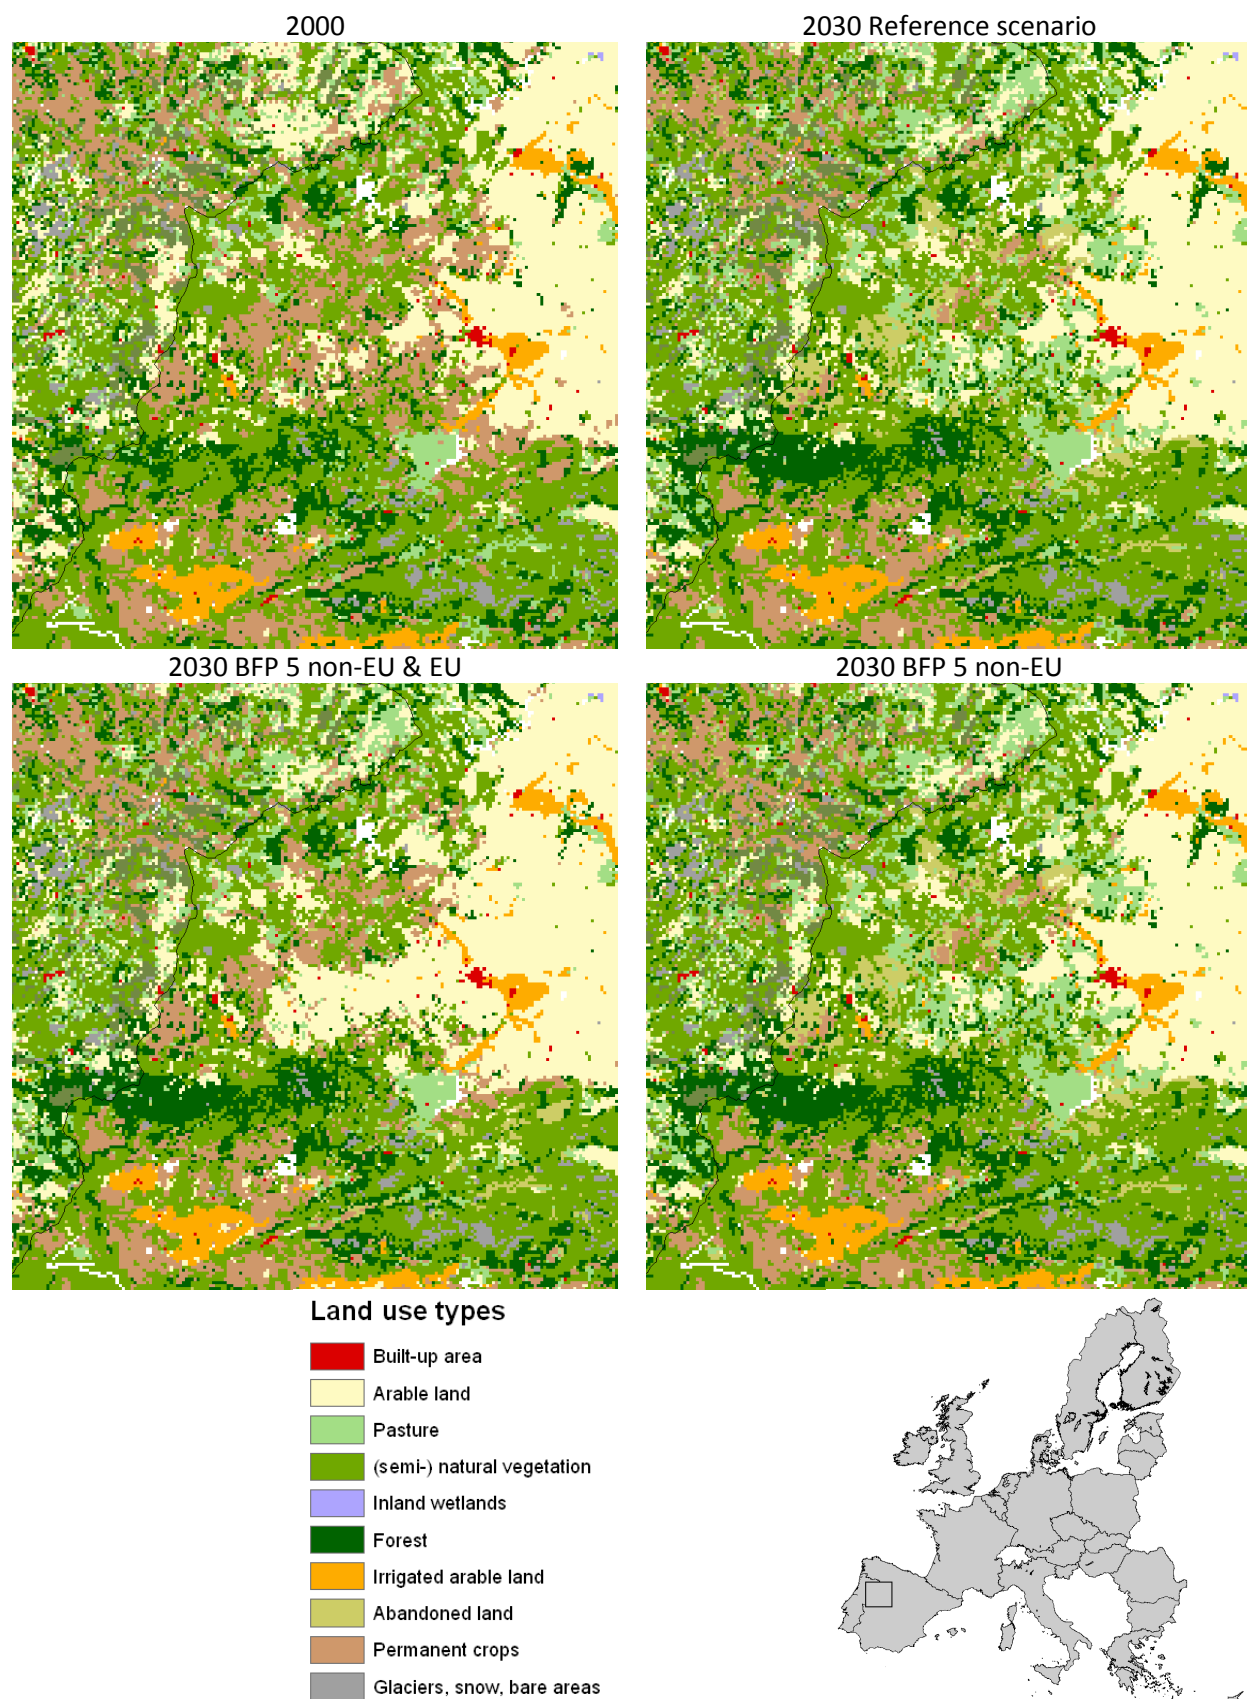 2000
2030 Reference scenario
2030 BFP 5 non-EU & EU
2030 BFP 5 non-EU
Land use types
Built-up area
Arable land
Pasture
(semi-) natural vegetation
Inland wetlands
Forest
Irrigated arable land
Abandoned land
Permanent crops
Glaciers, snow, bare areas